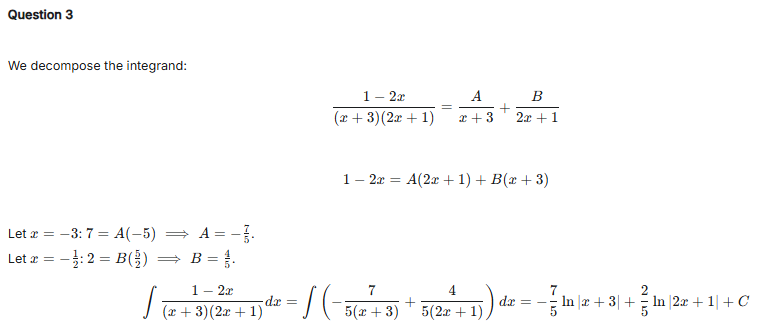 Question 3
We decompose the integrand:
\frac{1 - 2x}{(x + 3)(2x + 1)} = \frac{A}{x + 3} + \frac{B}{2x + 1}
1 - 2x = A(2x + 1) + B(x + 3)
Let x = −3: 7 = A(−5) ⟹ A = −\frac{7}{5}.
Let x = −\frac{1}{2}: 2 = B(\frac{5}{2}) ⟹ B = \frac{4}{5}.
\int \frac{1 - 2x}{(x + 3)(2x + 1)} dx = \int \left( -\frac{7}{5(x + 3)} + \frac{4}{5(2x + 1)} \right) dx = -\frac{7}{5} \ln |x + 3| + \frac{2}{5} \ln |2x + 1| + C